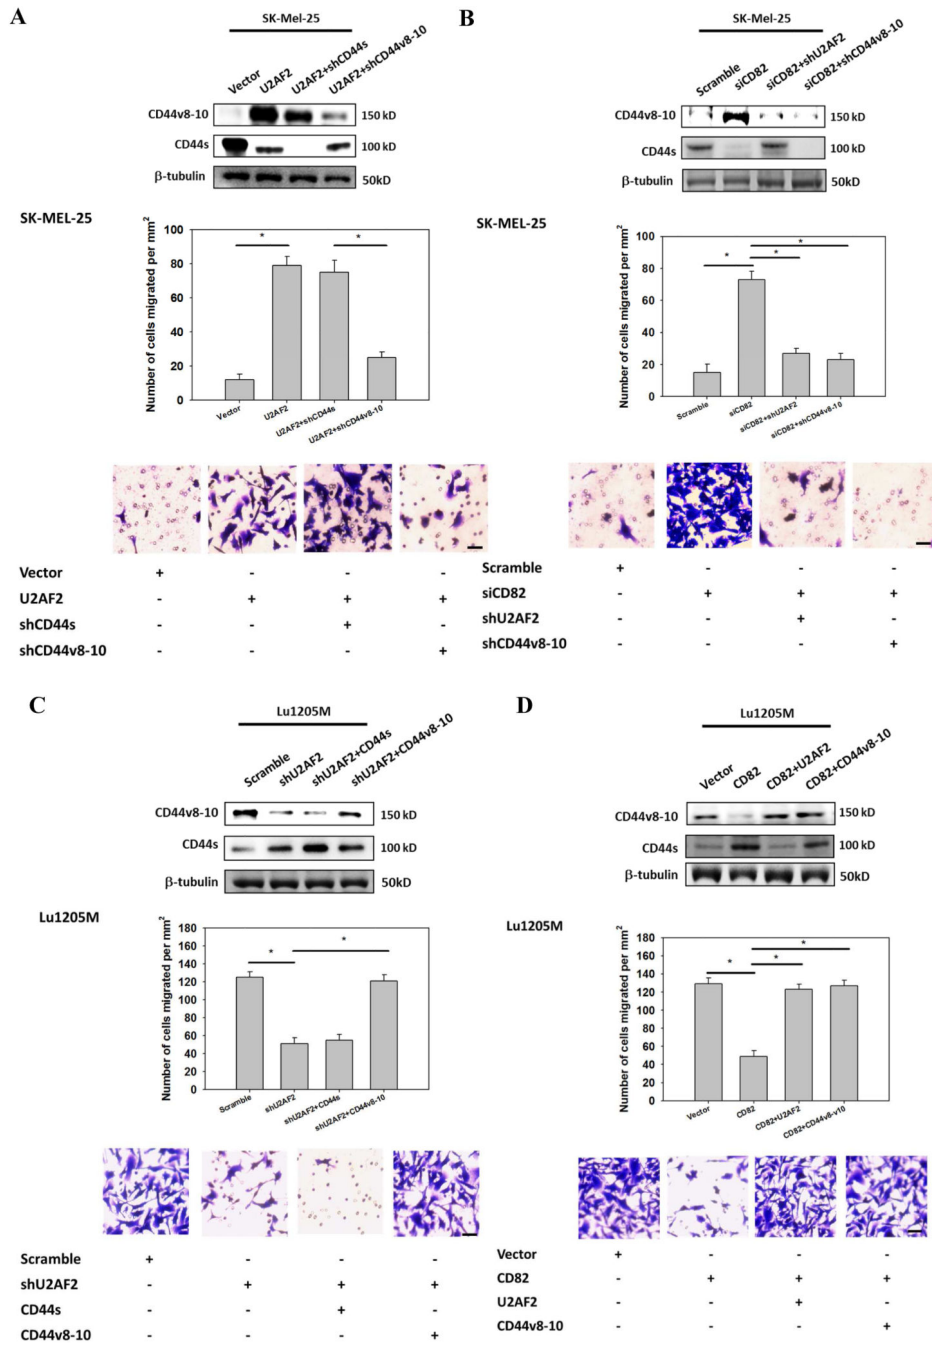 A
SK-Mel-25
Vector
U2AF2
U2AF2+shCD44s
U2AF2+shCD44v8-10
CD44v8-10
150 kD
CD44s
100 kD
β-tubulin
50kD
SK-MEL-25
Number of cells migrated per mm2
100
80
60
40
20
0
*
*
Vector
U2AF2
U2AF2+shCD44s
U2AF2+shCD44v8-10
Vector + - - -
U2AF2 - + + +
shCD44s - - + -
shCD44v8-10 - - - +
B
SK-Mel-25
Scramble
siCD82
siCD82+shU2AF2
siCD82+shCD44v8-10
CD44v8-10
150 kD
CD44s
100 kD
β-tubulin
50kD
SK-MEL-25
Number of cells migrated per mm2
100
80
60
40
20
0
*
*
*
Scramble
siCD82
siCD82+shU2AF2
siCD82+shCD44v8-10
Scramble + - - -
siCD82 - + + +
shU2AF2 - - + -
shCD44v8-10 - - - +
C
Lu1205M
Scramble
shU2AF2
shU2AF2+CD44s
shU2AF2+CD44v8-10
CD44v8-10
150 kD
CD44s
100 kD
β-tubulin
50kD
Lu1205M
Number of cells migrated per mm2
180
160
140
120
100
80
60
40
20
0
*
*
Scramble
shU2AF2
shU2AF2+CD44s
shU2AF2+CD44v8-10
Scramble + - - -
shU2AF2 - + + +
CD44s - - + -
CD44v8-10 - - - +
D
Lu1205M
Vector
CD82
CD82+U2AF2
CD82+CD44v8-10
CD44v8-10
150 kD
CD44s
100 kD
β-tubulin
50kD
Lu1205M
Number of cells migrated per mm2
180
160
140
120
100
80
60
40
20
0
*
*
*
Vector
CD82
CD82+U2AF2
CD82+CD44v8-v10
Vector + - - -
CD82 - + + +
U2AF2 - - + -
CD44v8-10 - - - +